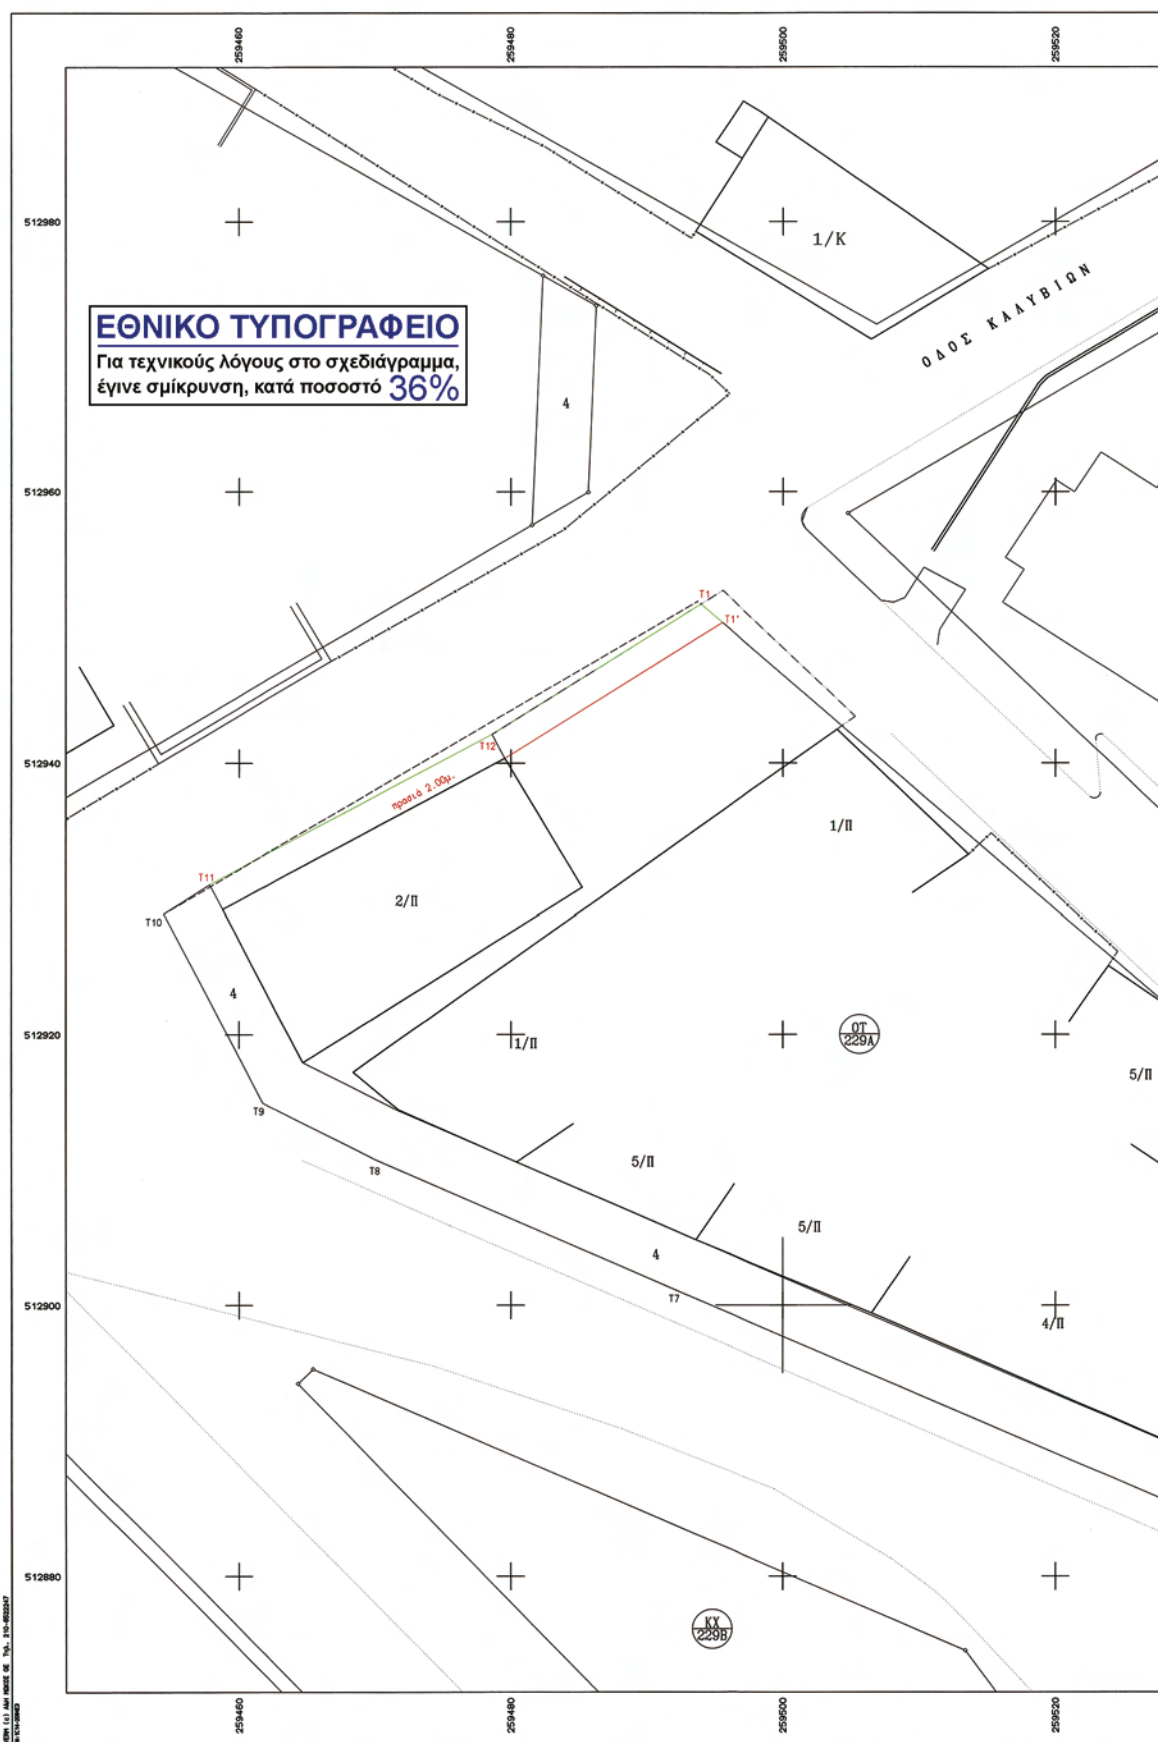 259460
259480
259500
259520
512980
1/Κ
ΟΔΟΣ ΚΑΛΥΒΙΩΝ
ΕΘΝΙΚΟ ΤΥΠΟΓΡΑΦΕΙΟ
Για τεχνικούς λόγους στο σχεδιάγραμμα,
έγινε σμίκρυνση, κατά ποσοστό 36%
4
512960
T1
T1'
T12
512940
πρασιά 2.00μ.
1/Π
T11
2/Π
T10
4
512920
1/Π
ΟΤ
229Α
5/Π
T9
5/Π
T8
5/Π
4
T7
512900
4/Π
512880
ΚΧ
229Β
259460
259480
259500
259520